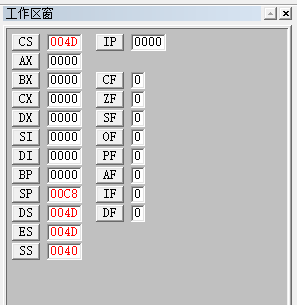 工作区窗
CS 004D IP 0000
AX 0000
BX 0000 CF 0
CX 0000 ZF 0
DX 0000 SF 0
SI 0000 OF 0
DI 0000 PF 0
BP 0000 AF 0
SP 00C8 IF 0
DS 004D DF 0
ES 004D
SS 0040